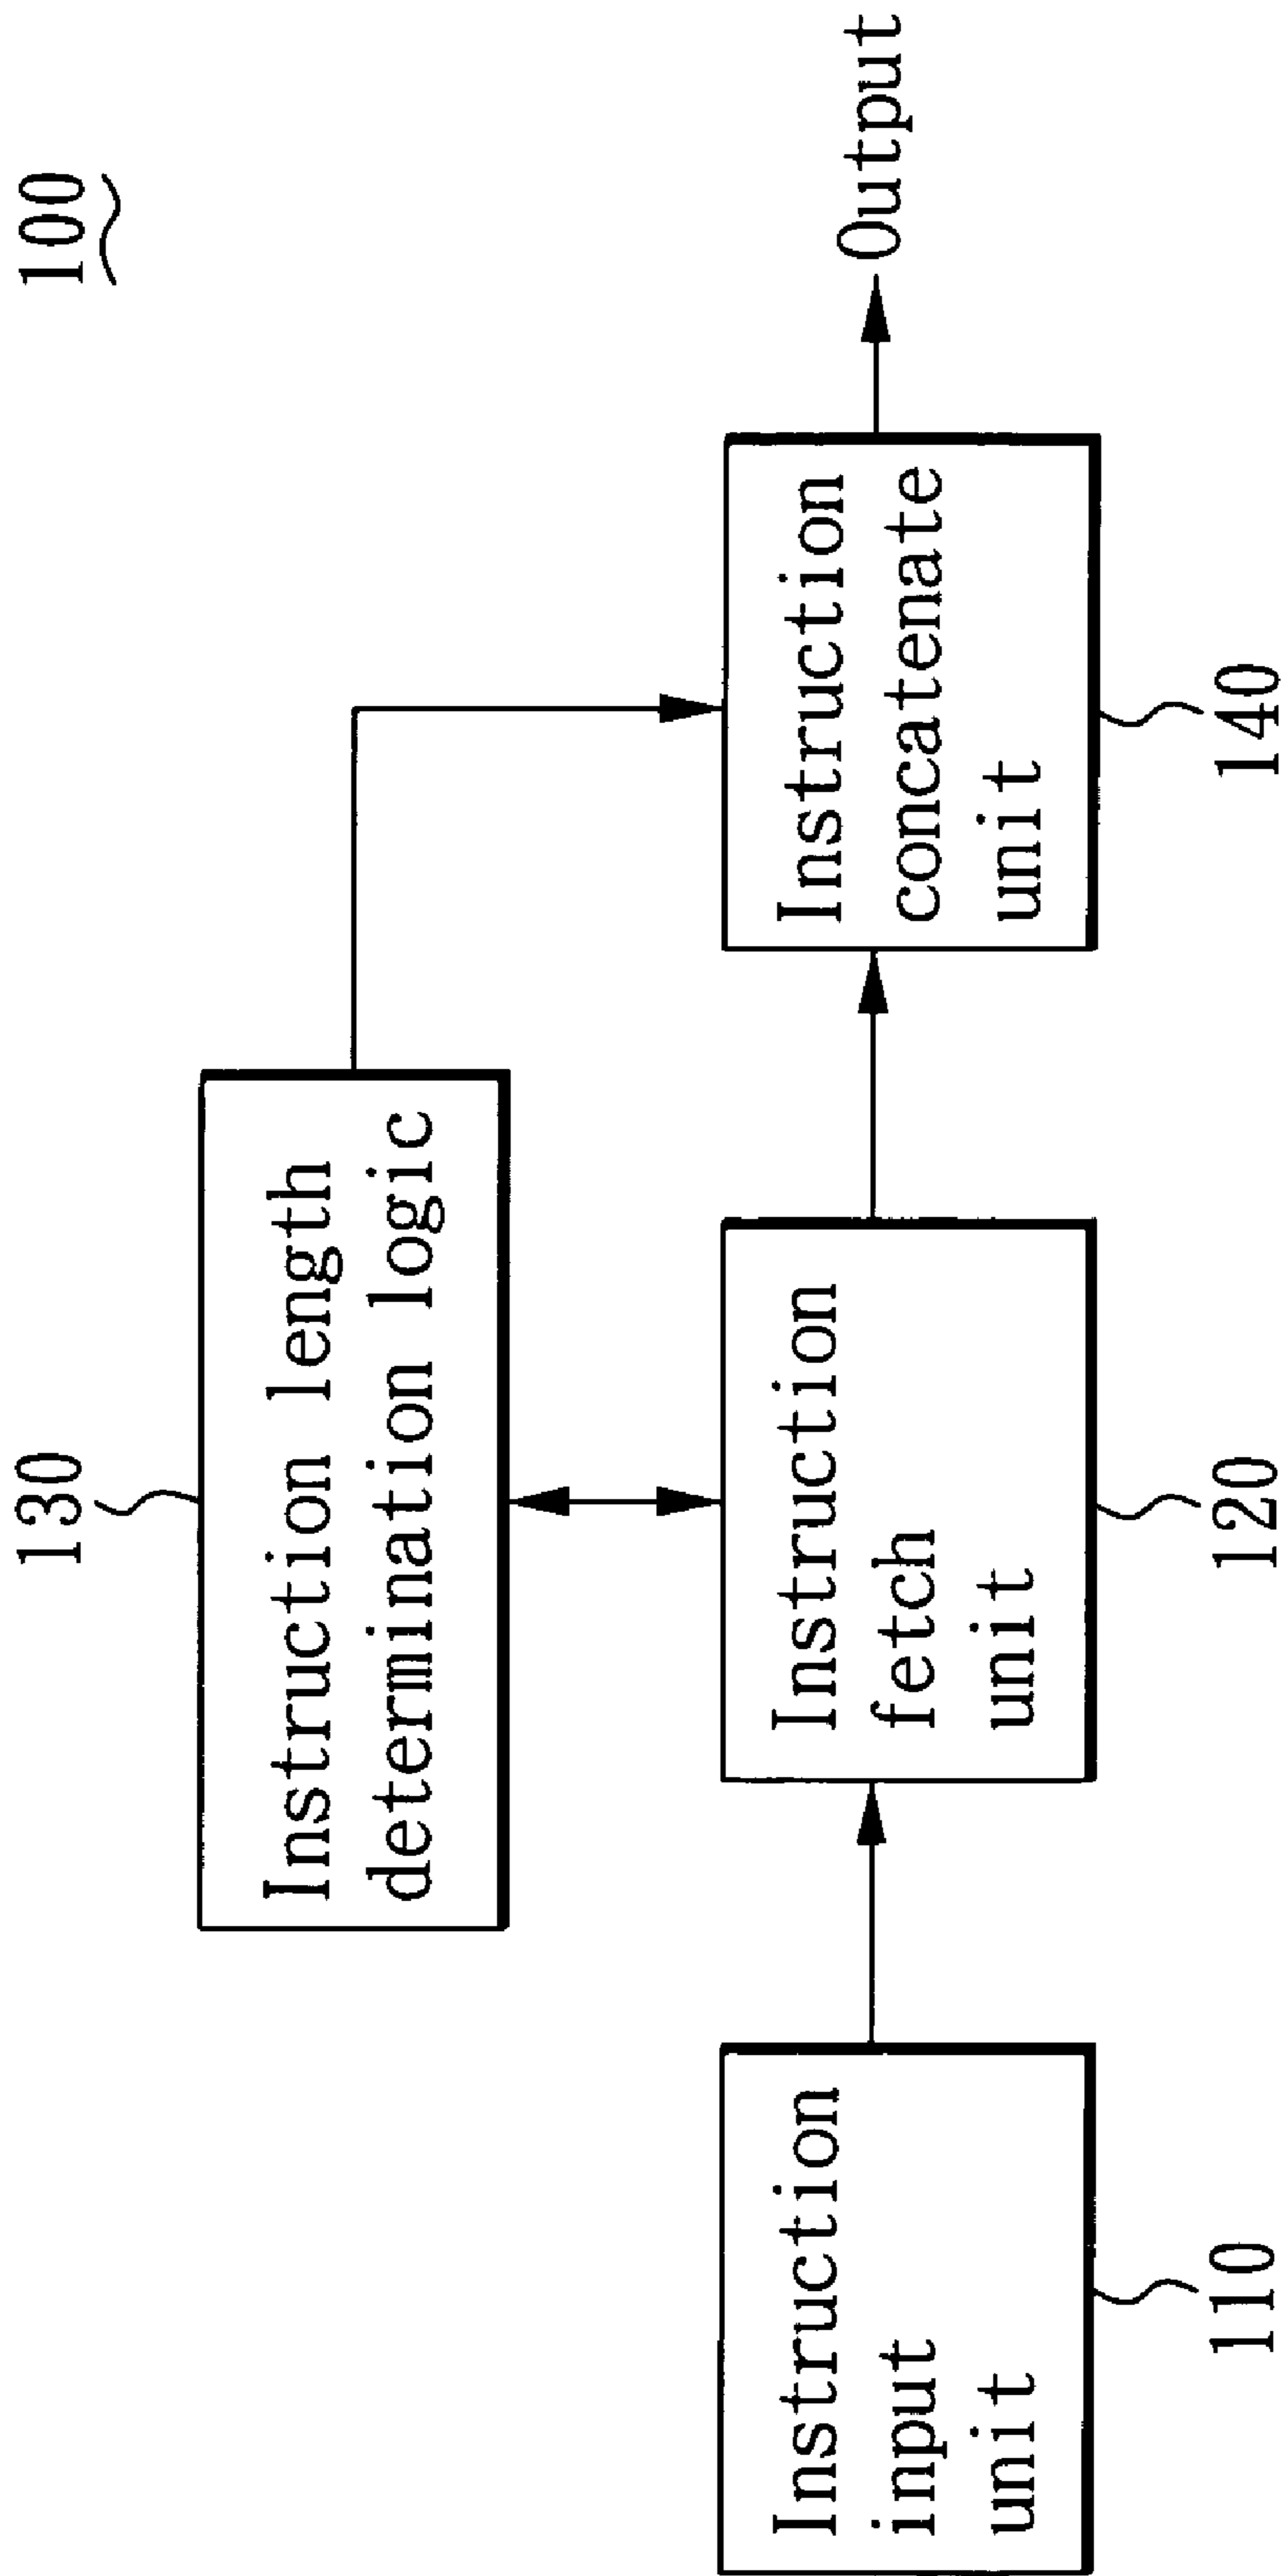 100
130
Instruction length
determination logic
Instruction
input
unit
110
Instruction
fetch
unit
120
Instruction
concatenate
unit
140
Output